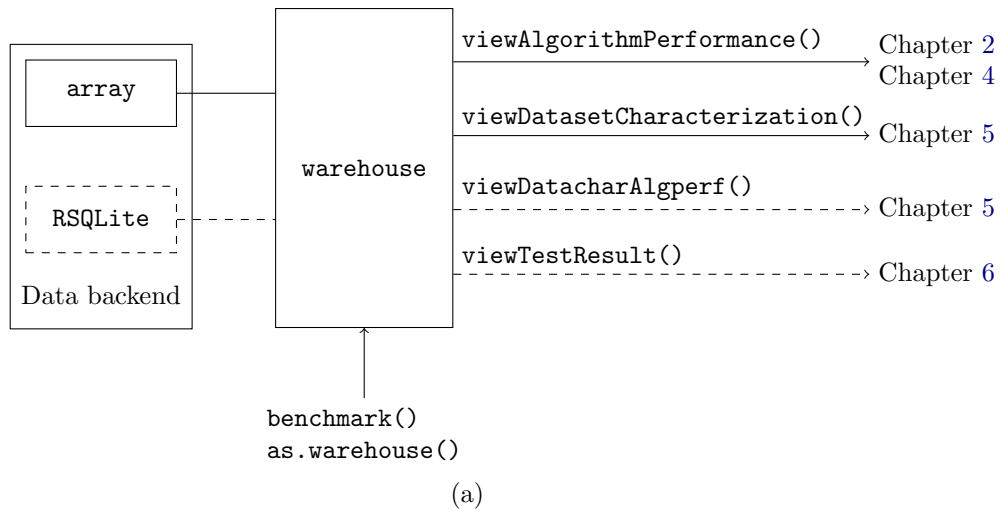 array
RSQLite
Data backend
warehouse
viewAlgorithmPerformance()
Chapter 2
Chapter 4
viewDatasetCharacterization()
Chapter 5
viewDatacharAlgperf()
Chapter 5
viewTestResult()
Chapter 6
benchmark()
as.warehouse()
(a)